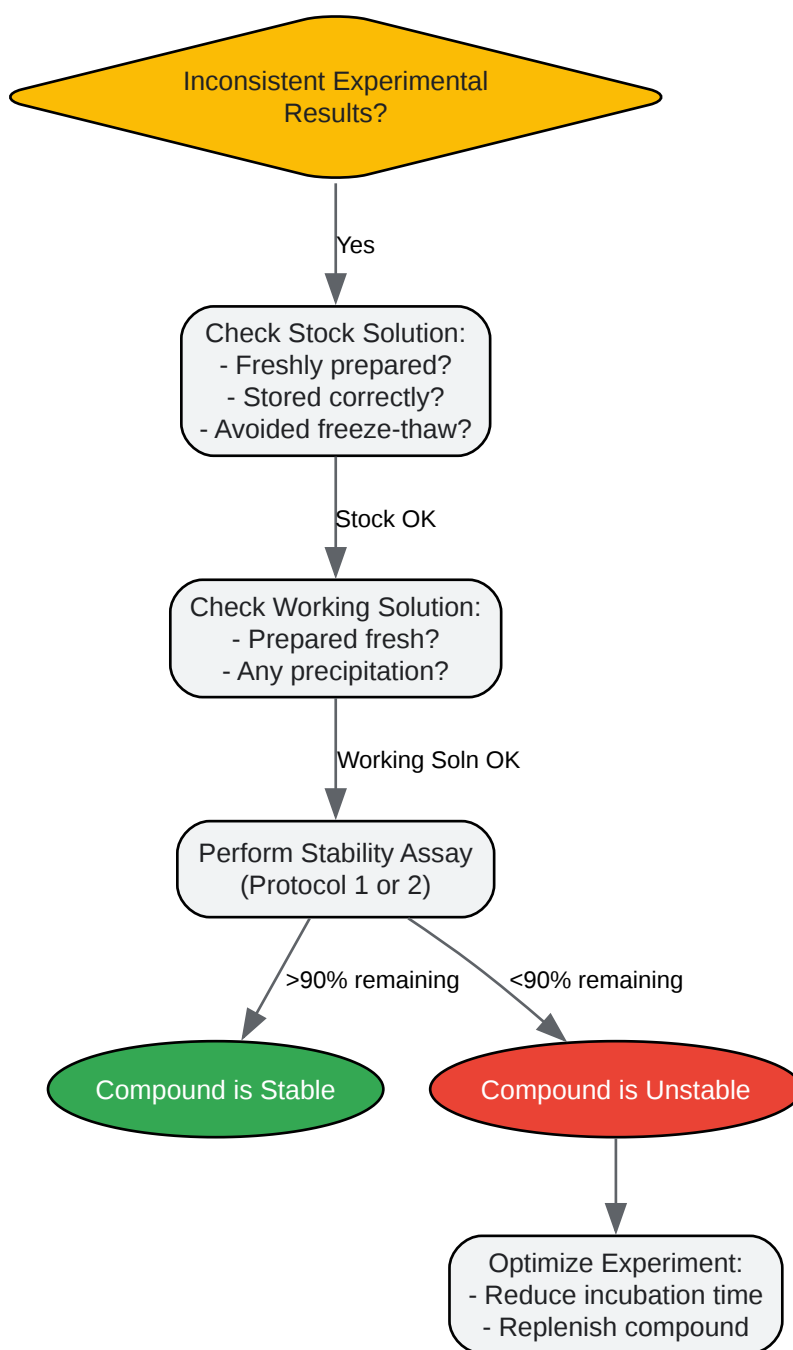 Inconsistent Experimental
Results?
Yes
Check Stock Solution:
- Freshly prepared?
- Stored correctly?
- Avoided freeze-thaw?
Stock OK
Check Working Solution:
- Prepared fresh?
- Any precipitation?
Working Soln OK
Perform Stability Assay
(Protocol 1 or 2)
>90% remaining
<90% remaining
Compound is Stable
Compound is Unstable
Optimize Experiment:
- Reduce incubation time
- Replenish compound